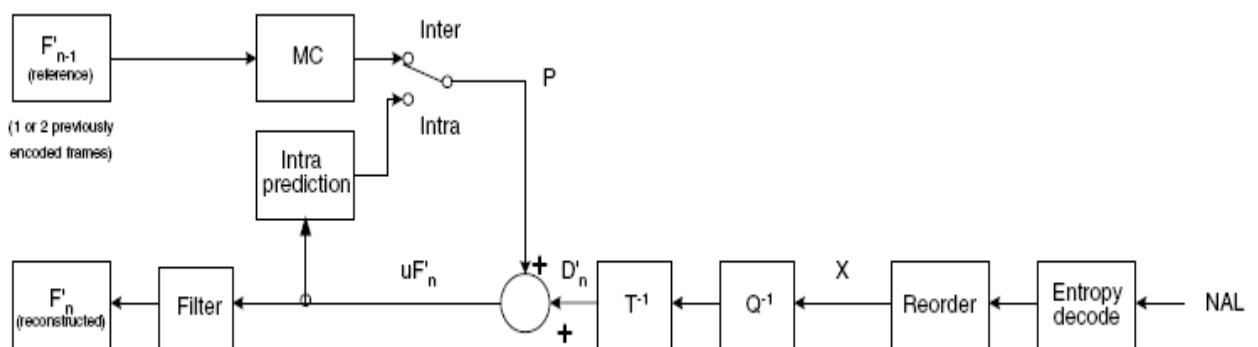 F'n-1
(reference)
(1 or 2 previously
encoded frames)
MC
Inter
P
Intra
Intra
prediction
F'n
(reconstructed)
Filter
uF'n
+
D'n
+
T-1
Q-1
X
Reorder
Entropy
decode
NAL